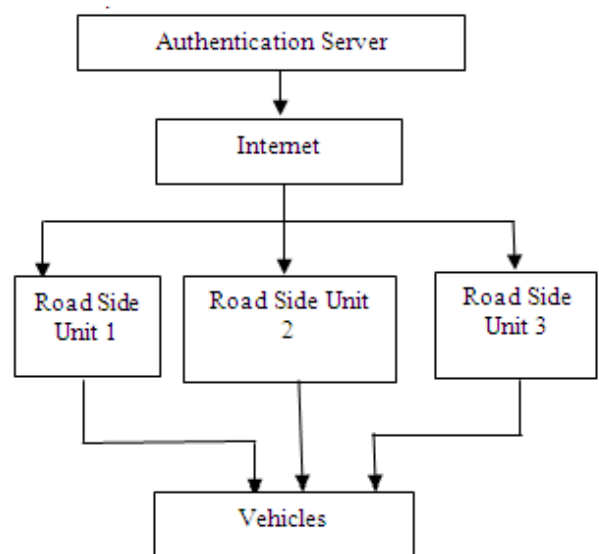 Authentication Server
Internet
Road Side
Unit 1
Road Side Unit
2
Road Side
Unit 3
Vehicles